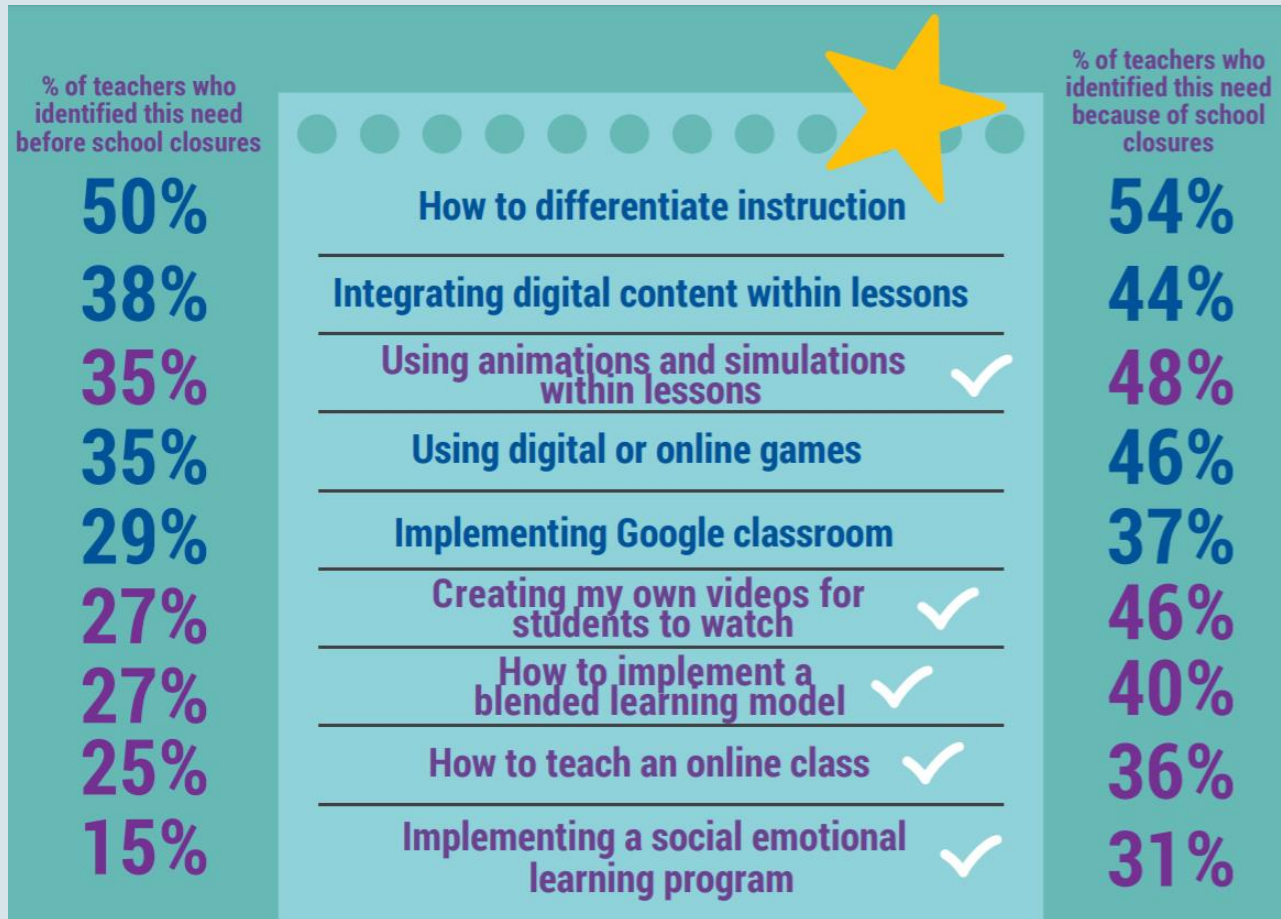 % of teachers who
identified this need
before school closures
% of teachers who
identified this need
because of school
closures
50%
How to differentiate instruction
54%
38%
Integrating digital content within lessons
44%
35%
Using animations and simulations
within lessons
48%
35%
Using digital or online games
46%
29%
Implementing Google classroom
37%
27%
Creating my own videos for
students to watch
46%
27%
How to implement a
blended learning model
40%
25%
How to teach an online class
36%
15%
Implementing a social emotional
learning program
31%